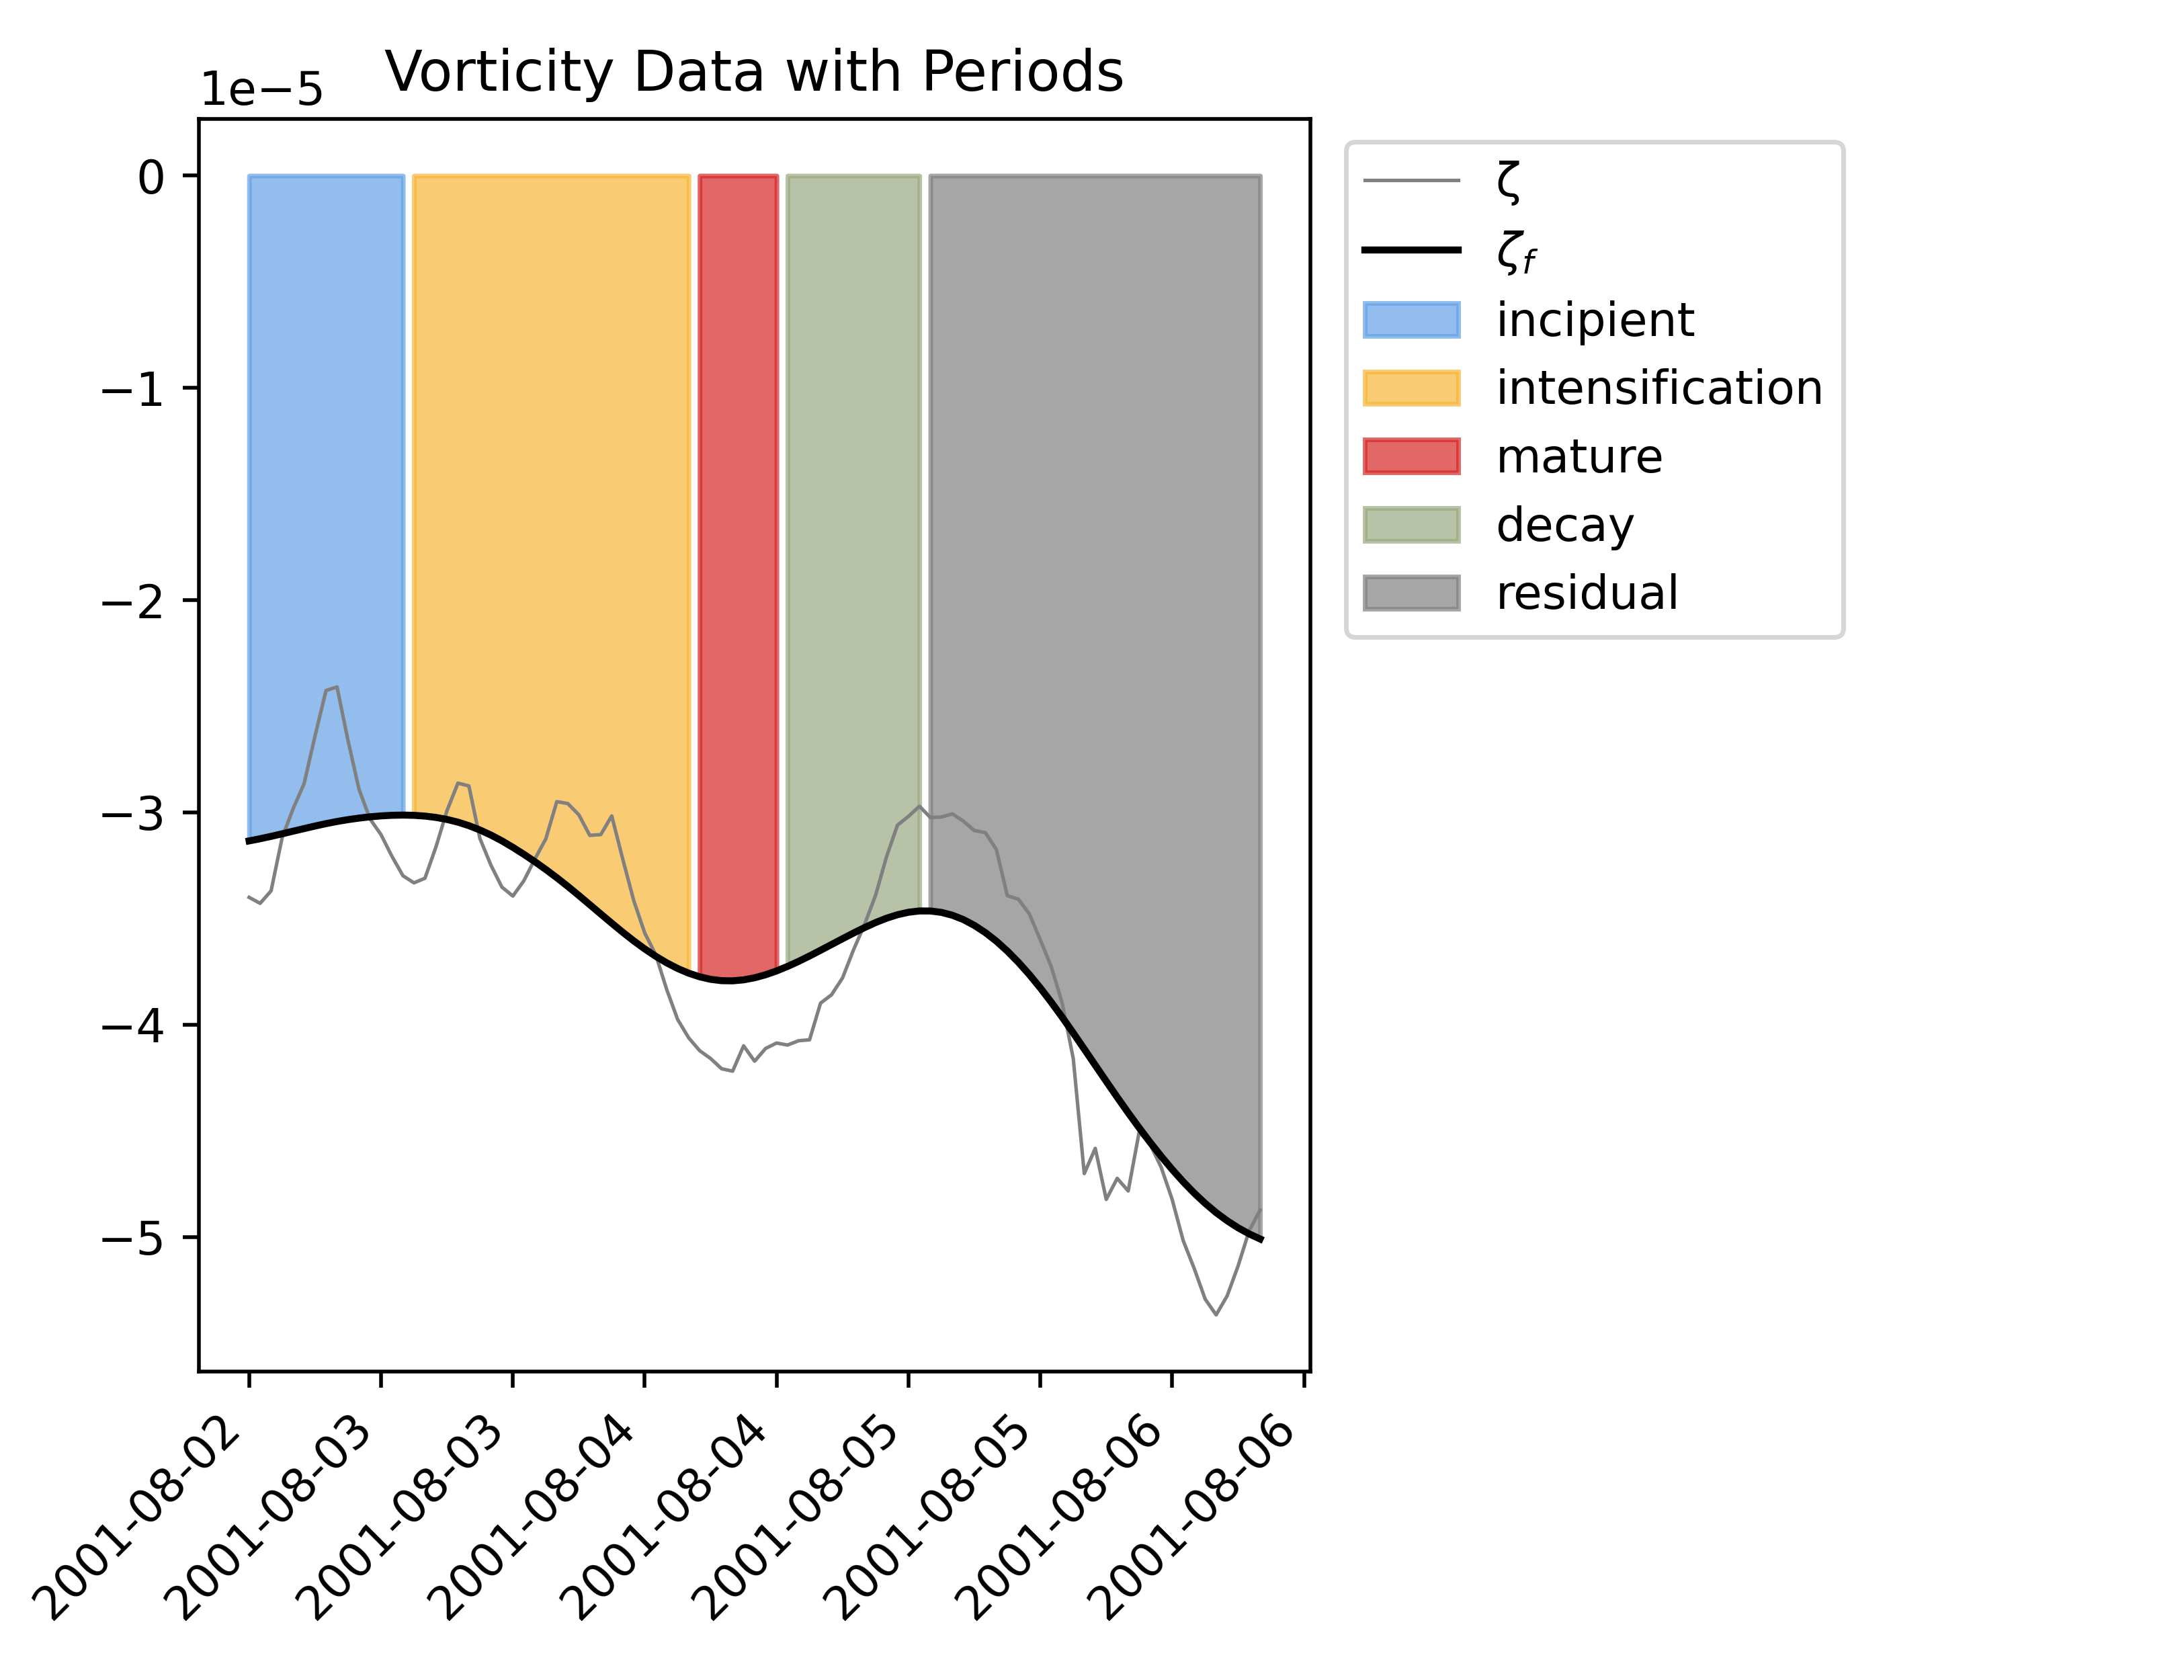 Vorticity Data with Periods
1e−5
0
−1
−2
−3
−4
−5
2001-08-02
2001-08-03
2001-08-03
2001-08-04
2001-08-04
2001-08-05
2001-08-05
2001-08-06
2001-08-06
ζ
ζf
incipient
intensification
mature
decay
residual